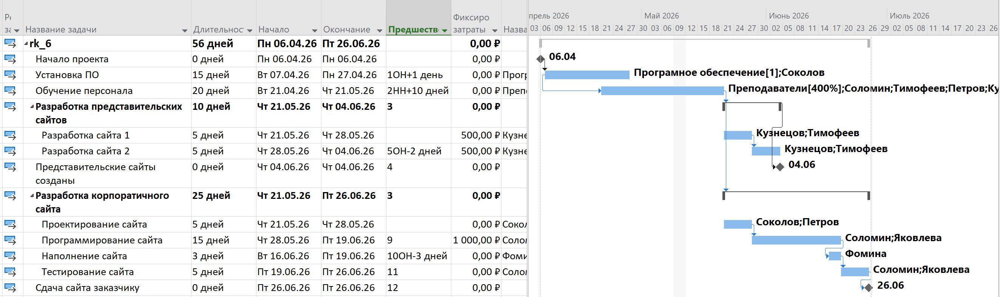 Фиксиро
прель 2026 Май 2026 Июнь 2026 Июль 2026
Название задачи Длительнос Начало Окончание Предшеств затраты Назва
03 06 09 12 15 18 21 24 27 30 03 06 09 12 15 18 21 24 27 30 02 05 08 11 14 17 20 23 26 29 02 05 08 11 14 17 20 23 26
rk_6 56 дней Пн 06.04.26 Пт 26.06.26 0,00 ₽
Начало проекта 0 дней Пн 06.04.26 Пн 06.04.26 0,00 ₽ 06.04
Установка ПО 15 дней Вт 07.04.26 Пн 27.04.26 1ОН+1 день 0,00 ₽ Прог Програмное обеспечение[1];Соколов
Обучение персонала 20 дней Вт 21.04.26 Чт 21.05.26 2НН+10 дней 0,00 ₽ Преп Преподаватели[400%];Соломин;Тимофеев;Петров;Ку
Разработка представительских 10 дней Чт 21.05.26 Чт 04.06.26 3 0,00 ₽
сайтов
Разработка сайта 1 5 дней Чт 21.05.26 Чт 28.05.26 500,00 ₽ Кузне Кузнецов;Тимофеев
Разработка сайта 2 5 дней Чт 28.05.26 Чт 04.06.26 5ОН-2 дней 500,00 ₽ Кузне Кузнецов;Тимофеев
Представительские сайты 0 дней Чт 04.06.26 Чт 04.06.26 4 0,00 ₽ 04.06
созданы
Разработка корпоратичного 25 дней Чт 21.05.26 Пт 26.06.26 3 0,00 ₽
сайта
Проектирование сайта 5 дней Чт 21.05.26 Чт 28.05.26 0,00 ₽ Сокол Соколов;Петров
Программирование сайта 15 дней Чт 28.05.26 Пт 19.06.26 9 1 000,00 ₽ Солом Соломин;Яковлева
Наполнение сайта 3 дней Вт 16.06.26 Пт 19.06.26 10ОН-3 дней 0,00 ₽ Фоми Фомина
Тестирование сайта 5 дней Пт 19.06.26 Пт 26.06.26 11 0,00 ₽ Солом Соломин;Яковлева
Сдача сайта заказчику 0 дней Пт 26.06.26 Пт 26.06.26 12 0,00 ₽ 26.06